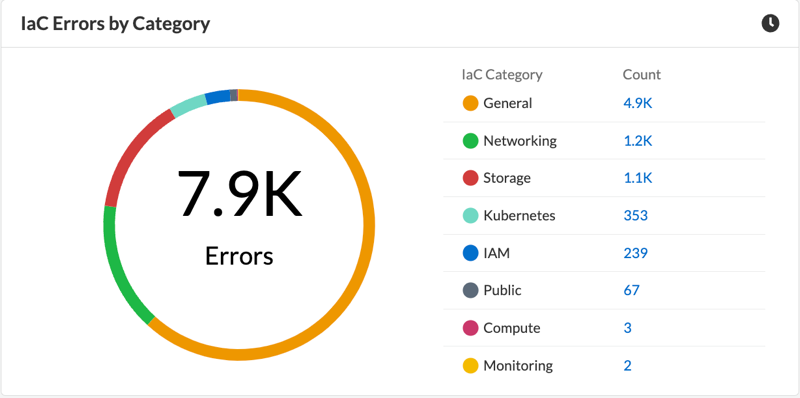 IaC Errors by Category
7.9K
Errors
IaC Category Count
General 4.9K
Networking 1.2K
Storage 1.1K
Kubernetes 353
IAM 239
Public 67
Compute 3
Monitoring 2